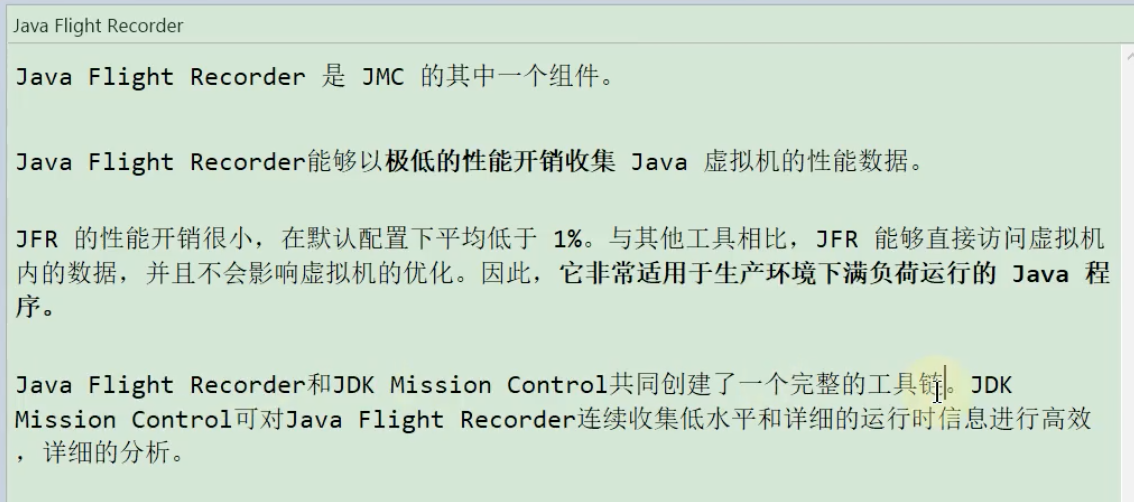 Java Flight Recorder
Java Flight Recorder 是 JMC 的其中一个组件。
Java Flight Recorder能够以极低的性能开销收集 Java 虚拟机的性能数据。
JFR 的性能开销很小，在默认配置下平均低于 1%。与其他工具相比，JFR 能够直接访问虚拟机
内的数据，并且不会影响虚拟机的优化。因此，它非常适用于生产环境下满负荷运行的 Java 程
序。
Java Flight Recorder和JDK Mission Control共同创建了一个完整的工具链。JDK
Mission Control可对Java Flight Recorder连续收集低水平和详细的运行时信息进行高效
，详细的分析。